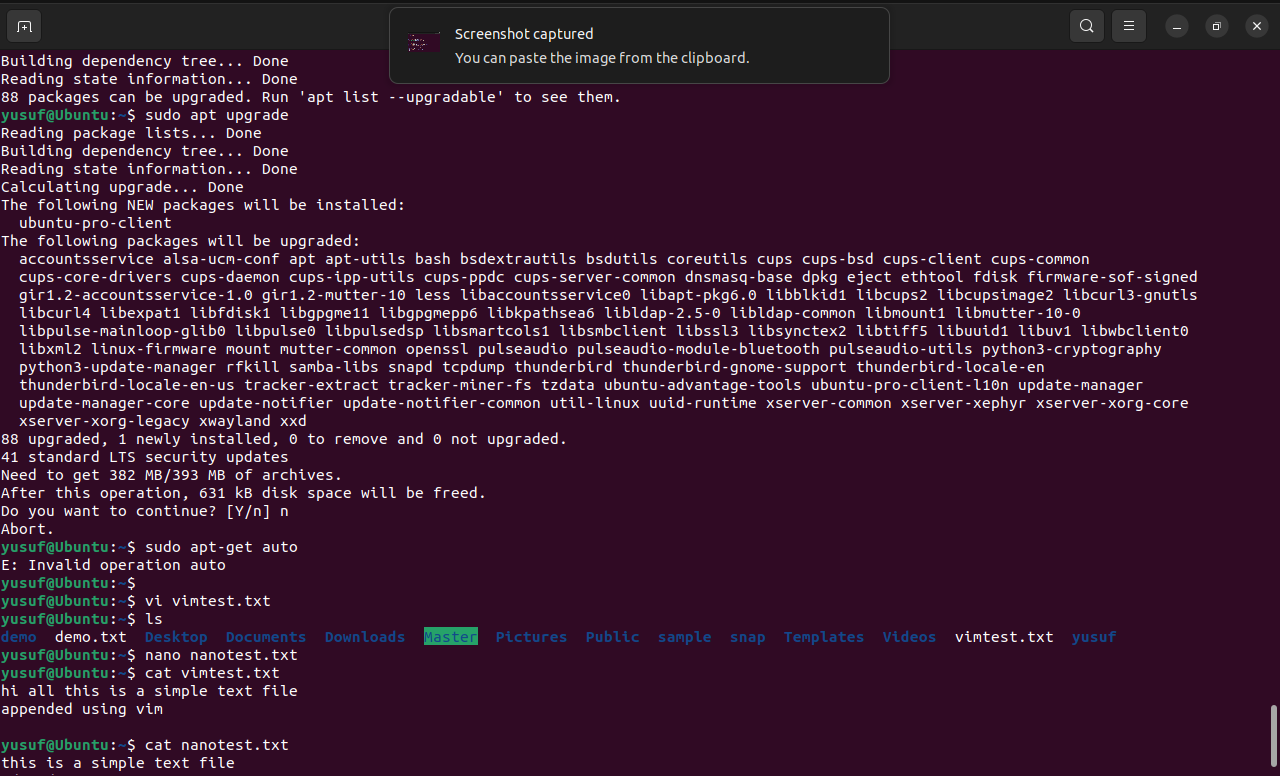 Screenshot captured
You can paste the image from the clipboard.
Building dependency tree... Done
Reading state information... Done
88 packages can be upgraded. Run 'apt list --upgradable' to see them.
yusuf@Ubuntu:~$ sudo apt upgrade
Reading package lists... Done
Building dependency tree... Done
Reading state information... Done
Calculating upgrade... Done
The following NEW packages will be installed:
  ubuntu-pro-client
The following packages will be upgraded:
  accountsservice alsa-ucm-conf apt apt-utils bash bsdextrautils bsdutils coreutils cups cups-bsd cups-client cups-common
  cups-core-drivers cups-daemon cups-ipp-utils cups-ppdc cups-server-common dnsmasq-base dpkg eject ethtool fdisk firmware-sof-signed
  gir1.2-accountsservice-1.0 gir1.2-mutter-10 less libaccountsservice0 libapt-pkg6.0 libblkid1 libcups2 libcupsimage2 libcurl3-gnutls
  libcurl4 libexpat1 libfdisk1 libgpgme11 libgpgmepp6 libkpathsea6 libldap-2.5-0 libldap-common libmount1 libmutter-10-0
  libpulse-mainloop-glib0 libpulse0 libpulsedsp libsmartcols1 libsmbclient libssl3 libsynctex2 libtiff5 libuuid1 libuv1 libwbclient0
  libxml2 linux-firmware mount mutter-common openssl pulseaudio pulseaudio-module-bluetooth pulseaudio-utils python3-cryptography
  python3-update-manager rfkill samba-libs snapd tcpdump thunderbird thunderbird-gnome-support thunderbird-locale-en
  thunderbird-locale-en-us tracker-extract tracker-miner-fs tzdata ubuntu-advantage-tools ubuntu-pro-client-l10n update-manager
  update-manager-core update-notifier update-notifier-common util-linux uuid-runtime xserver-common xserver-xephyr xserver-xorg-core
  xserver-xorg-legacy xwayland xxd
88 upgraded, 1 newly installed, 0 to remove and 0 not upgraded.
41 standard LTS security updates
Need to get 382 MB/393 MB of archives.
After this operation, 631 kB disk space will be freed.
Do you want to continue? [Y/n] n
Abort.
yusuf@Ubuntu:~$ sudo apt-get auto
E: Invalid operation auto
yusuf@Ubuntu:~$
yusuf@Ubuntu:~$ vi vimtest.txt
yusuf@Ubuntu:~$ ls
demo  demo.txt  Desktop  Documents  Downloads  Master  Pictures  Public  sample  snap  Templates  Videos  vimtest.txt  yusuf
yusuf@Ubuntu:~$ nano nanotest.txt
yusuf@Ubuntu:~$ cat vimtest.txt
hi all this is a simple text file
appended using vim
yusuf@Ubuntu:~$ cat nanotest.txt
this is a simple text file